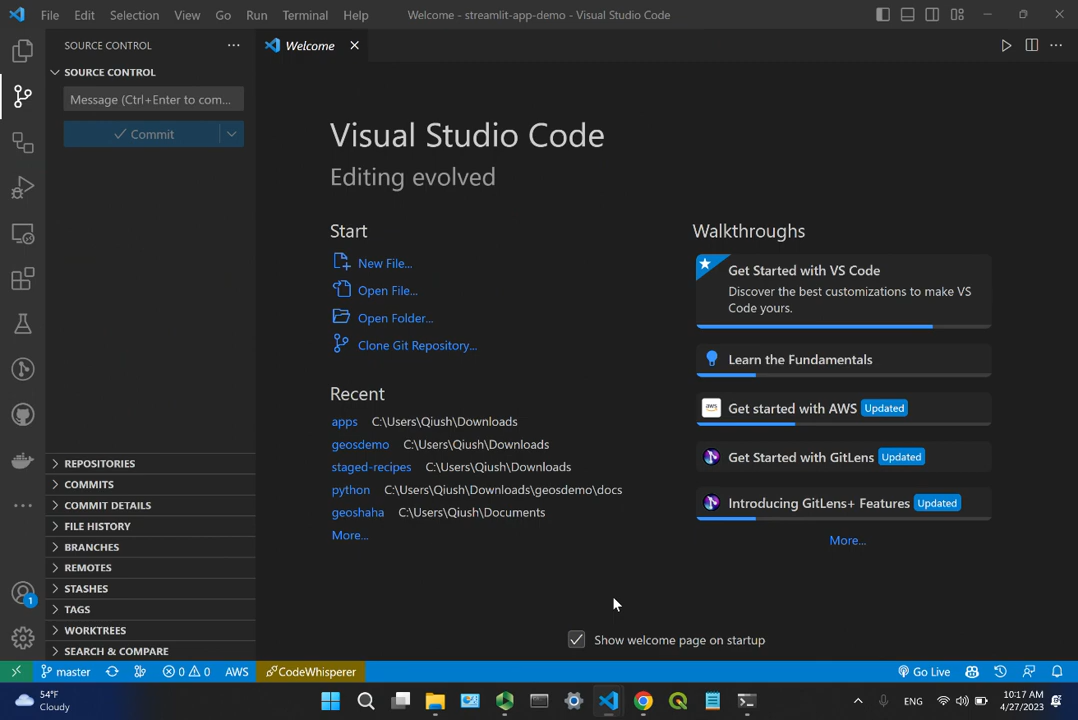 File Edit Selection View Go Run Terminal Help Welcome - streamlit-app-demo - Visual Studio Code
SOURCE CONTROL
Welcome
SOURCE CONTROL
Message (Ctrl+Enter to com...
Commit
Visual Studio Code
Editing evolved
Start
New File...
Open File...
Open Folder...
Clone Git Repository...
Recent
apps C:\Users\Qiush\Downloads
geosdemo C:\Users\Qiush\Downloads
staged-recipes C:\Users\Qiush\Downloads
python C:\Users\Qiush\Downloads\geosdemo\docs
geoshaha C:\Users\Qiush\Documents
More...
Walkthroughs
Get Started with VS Code
Discover the best customizations to make VS
Code yours.
Learn the Fundamentals
aws Get started with AWS Updated
Get Started with GitLens Updated
Introducing GitLens+ Features Updated
More...
Show welcome page on startup
REPOSITORIES
COMMITS
COMMIT DETAILS
FILE HISTORY
BRANCHES
REMOTES
STASHES
TAGS
WORKTREES
SEARCH & COMPARE
1
master 0 0 AWS CodeWhisperer Go Live
54°F
Cloudy
ENG
10:17 AM
4/27/2023